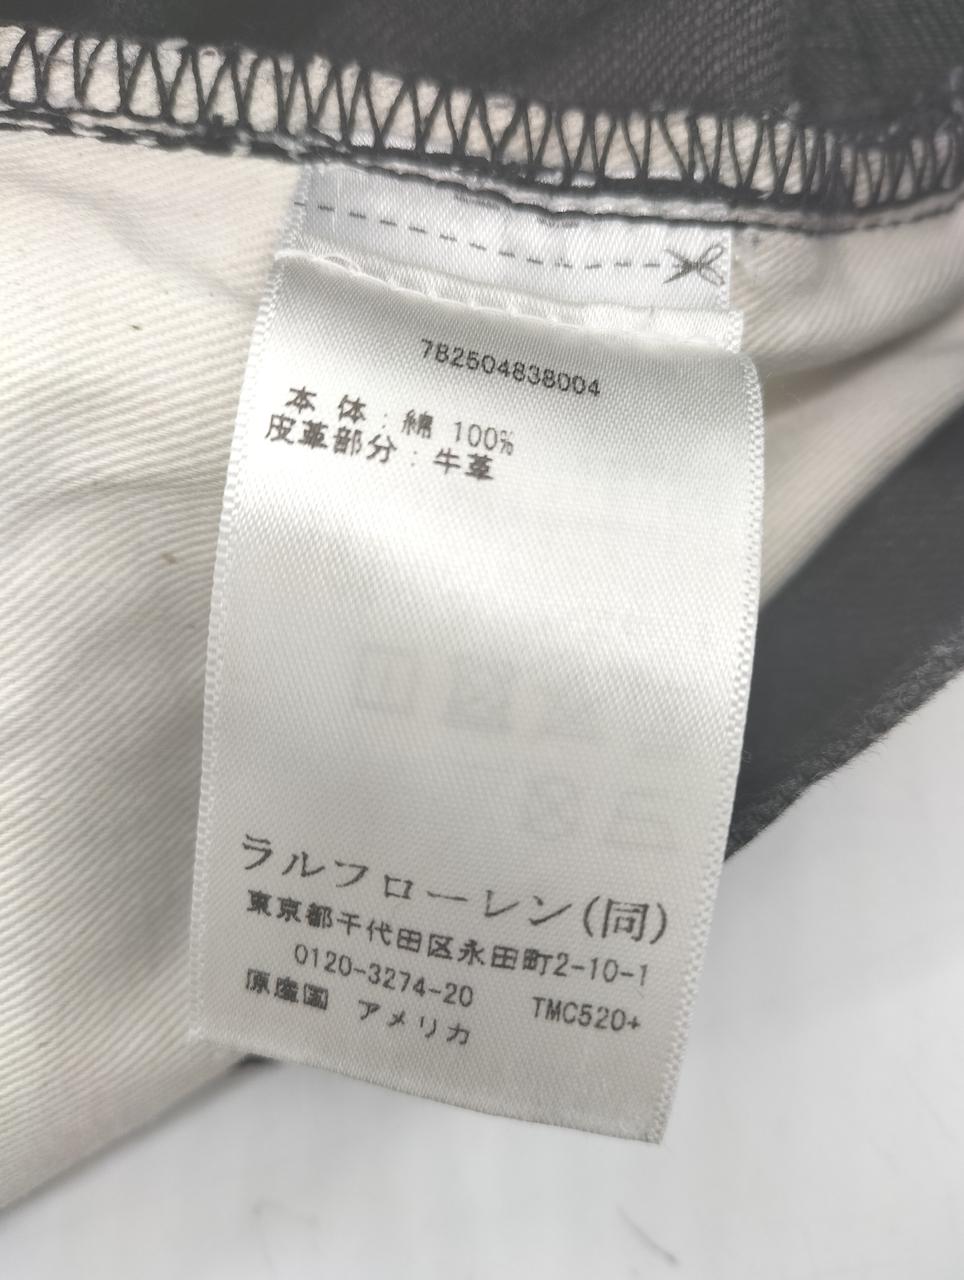 782504838004
本 体 : 綿 100%
皮革部分 : 牛革
ラルフローレン(同)
東京都千代田区永田町2-10-1
0120-3274-20 TMC520+
原産国 アメリカ